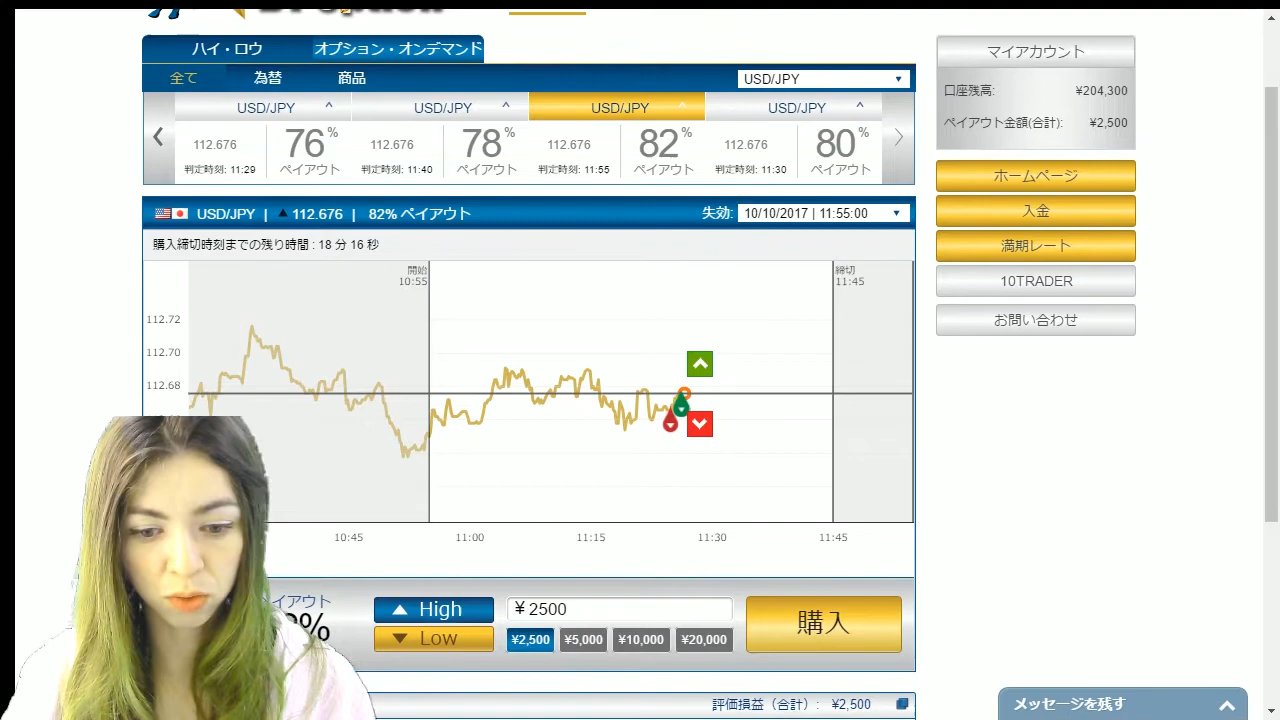 ハイ・ロウ オプション・オンデマンド
全て 為替 商品 USD/JPY
USD/JPY USD/JPY USD/JPY USD/JPY
112.676 76% 112.676 78% 112.676 82% 112.676 80%
判定時刻: 11:29 ペイアウト 判定時刻: 11:40 ペイアウト 判定時刻: 11:55 ペイアウト 判定時刻: 11:30 ペイアウト
USD/JPY | 112.676 | 82% ペイアウト 失効: 10/10/2017 | 11:55:00
購入締切時刻までの残り時間 : 18 分 16 秒
開始 締切
10:55 11:45
112.72
112.70
112.68
10:45 11:00 11:15 11:30 11:45
High ¥ 2500 購入
Low ¥2,500 ¥5,000 ¥10,000 ¥20,000
評価損益（合計）: ¥2,500
マイアカウント
口座残高: ¥204,300
ペイアウト金額(合計): ¥2,500
ホームページ
入金
満期レート
10TRADER
お問い合わせ
メッセージを残す